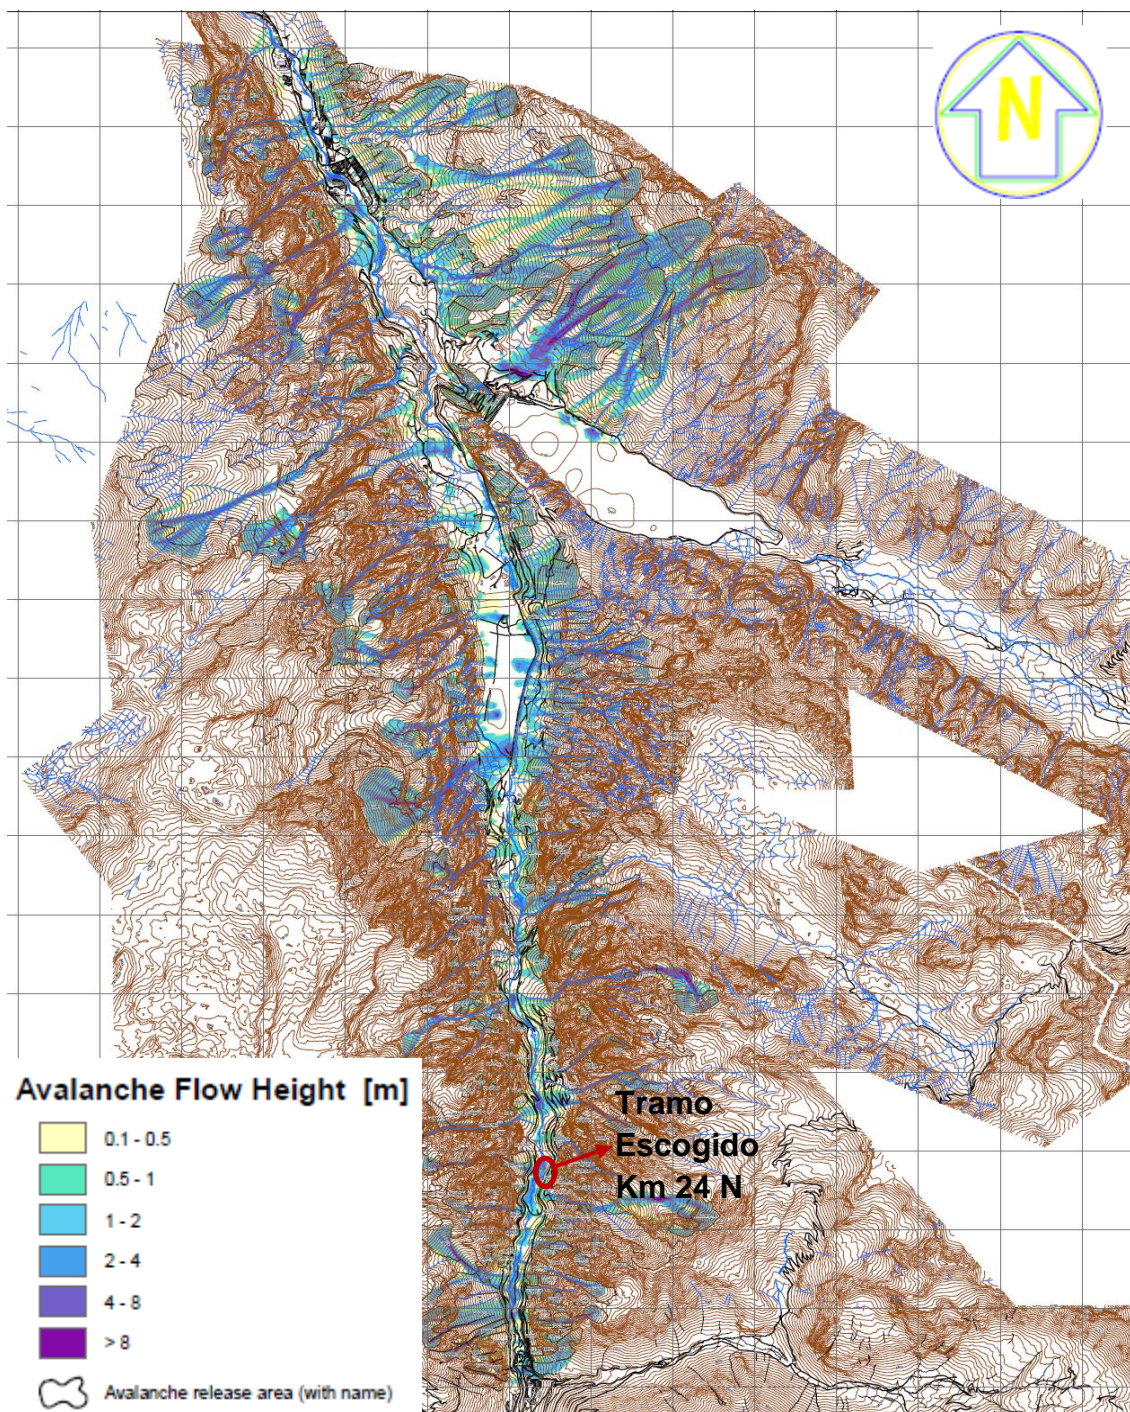 N
Tramo
Escogido
Km 24 N
Avalanche Flow Height [m]
0.1 - 0.5
0.5 - 1
1 - 2
2 - 4
4 - 8
> 8
Avalanche release area (with name)